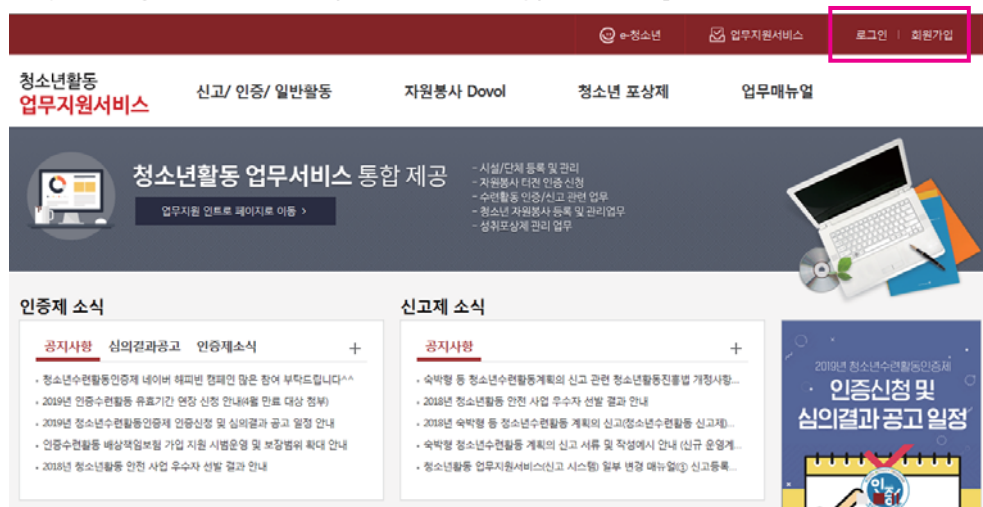 e-청소년
업무지원서비스
로그인 | 회원가입
청소년활동
업무지원서비스
신고/ 인증/ 일반활동
자원봉사 Dovol
청소년 포상제
업무매뉴얼
청소년활동 업무서비스 통합 제공
업무지원 인트로 페이지로 이동 >
- 시설/단체 등록 및 관리
- 자원봉사 터전 인증 신청
- 수련활동 인증/신고 관련 업무
- 청소년 자원봉사 등록 및 관리업무
- 성취포상제 관리 업무
인증제 소식
공지사항 심의결과공고 인증제소식 +
· 청소년수련활동인증제 네이버 해피빈 캠페인 많은 참여 부탁드립니다^^
· 2019년 인증수련활동 유효기간 연장 신청 안내(4월 만료 대상 첨부)
· 2019년 청소년수련활동인증제 인증신청 및 심의결과 공고 일정 안내
· 인증수련활동 배상책임보험 가입 지원 시범운영 및 보장범위 확대 안내
· 2018년 청소년활동 안전 사업 우수자 선발 결과 안내
신고제 소식
공지사항 +
· 숙박형 등 청소년수련활동계획의 신고 관련 청소년활동진흥법 개정사항...
· 2018년 청소년활동 안전 사업 우수자 선발 결과 안내
· 2018년 숙박형 등 청소년수련활동 계획의 신고(청소년수련활동 신고제)...
· 숙박형 청소년수련활동 계획의 신고 서류 및 작성예시 안내 (신규 운영계...
· 청소년활동 업무지원서비스(신고 시스템) 일부 변경 매뉴얼(① 신고등록...
2019년 청소년수련활동인증제
인증신청 및
심의결과 공고 일정
인증